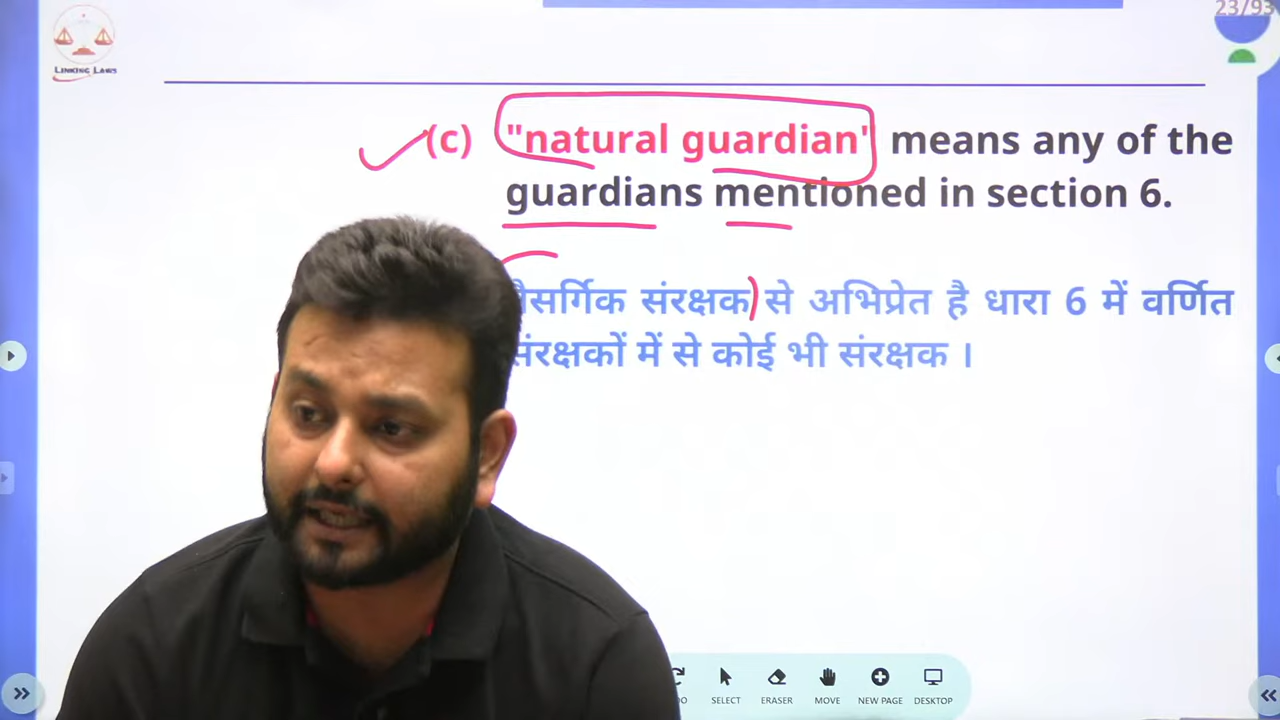 23/93
LINKING LAWS
(c) "natural guardian" means any of the
guardians mentioned in section 6.
नैसर्गिक संरक्षक) से अभिप्रेत है धारा 6 में वर्णित
संरक्षकों में से कोई भी संरक्षक ।
SELECT ERASER MOVE NEW PAGE DESKTOP